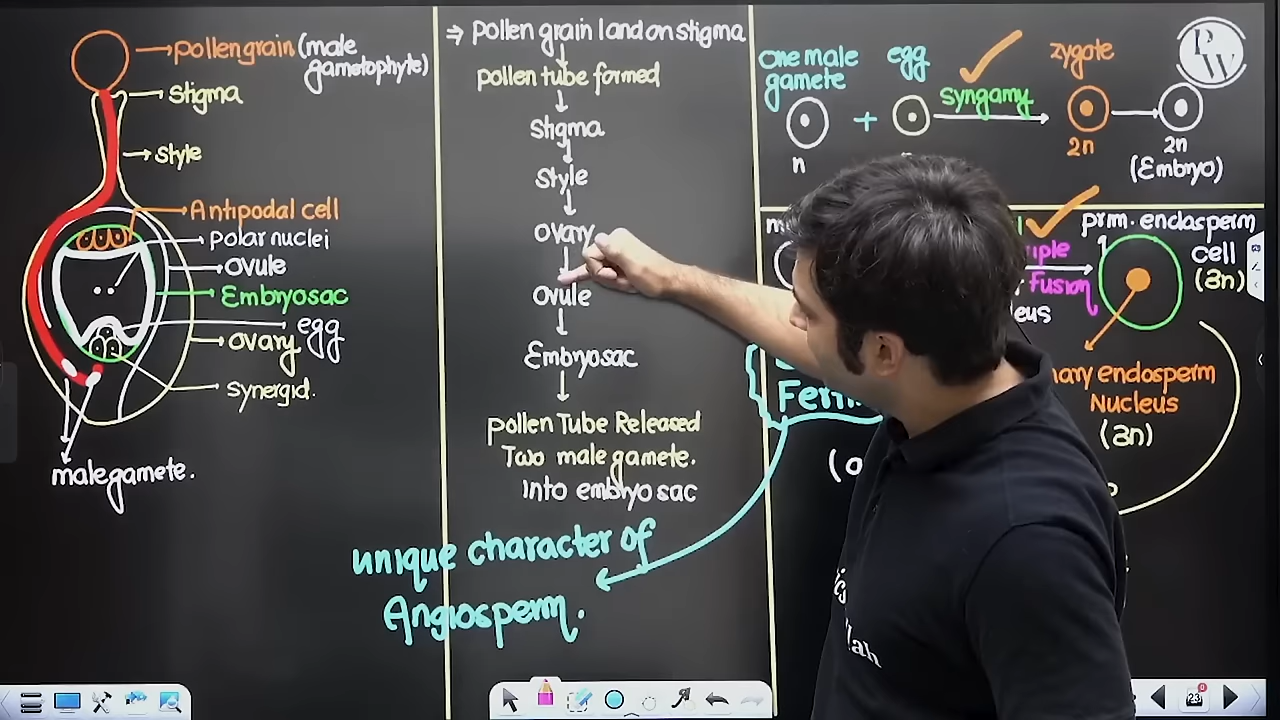 pollengrain (male gametophyte)
stigma
style
Antipodal cell
polar nuclei
ovule
Embryosac
egg
ovary
synergid.
malegamete.
⇒ pollen grain land on stigma
pollen tube formed
stigma
style
ovary
ovule
Embryosac
pollen Tube Released
Two male gamete.
into embryo sac
unique character of
Angiosperm.
one male gamete
egg
syngamy
zygote
n
+
2n
2n
(Embryo)
prm. endosperm
cell
(3n)
Fusion
endosperm
Nucleus
(3n)
PW
23